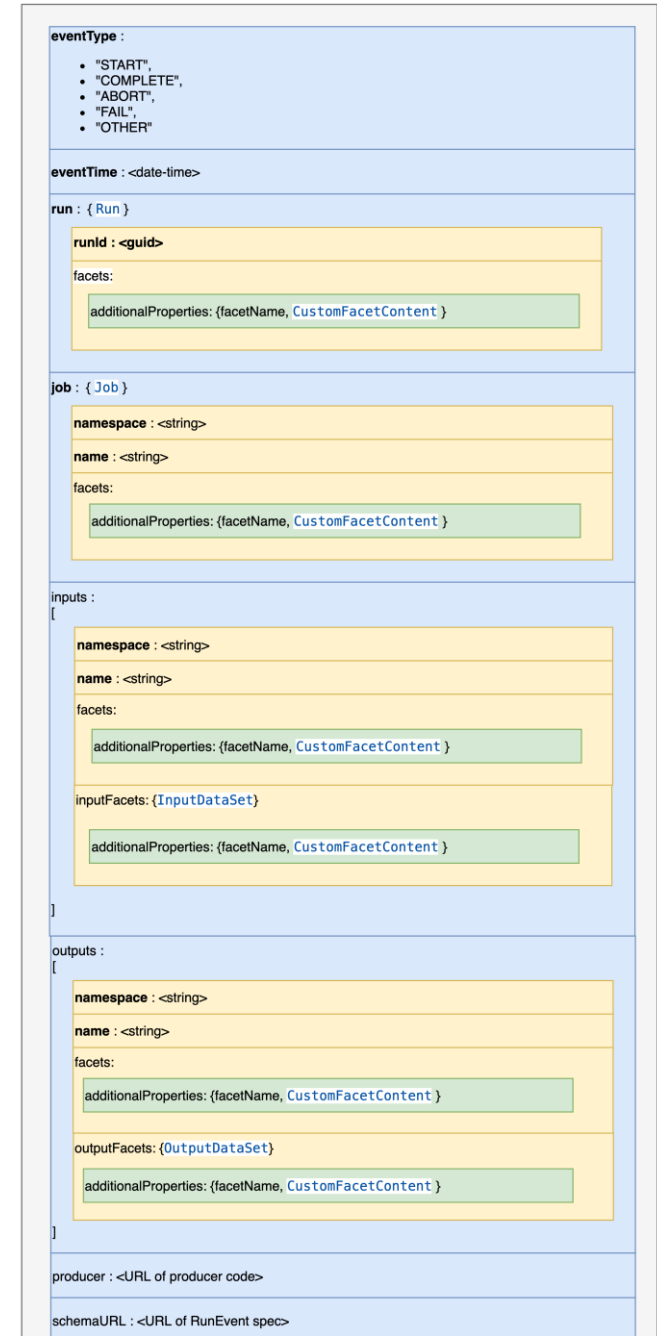 eventType :
• "START",
• "COMPLETE",
• "ABORT",
• "FAIL",
• "OTHER"
eventTime : <date-time>
run : { Run }
runId : <guid>
facets:
additionalProperties: {facetName, CustomFacetContent }
job : { Job }
namespace : <string>
name : <string>
facets:
additionalProperties: {facetName, CustomFacetContent }
inputs :
[
namespace : <string>
name : <string>
facets:
additionalProperties: {facetName, CustomFacetContent }
inputFacets: {InputDataSet}
additionalProperties: {facetName, CustomFacetContent }
]
outputs :
[
namespace : <string>
name : <string>
facets:
additionalProperties: {facetName, CustomFacetContent }
outputFacets: {OutputDataSet}
additionalProperties: {facetName, CustomFacetContent }
]
producer : <URL of producer code>
schemaURL : <URL of RunEvent spec>